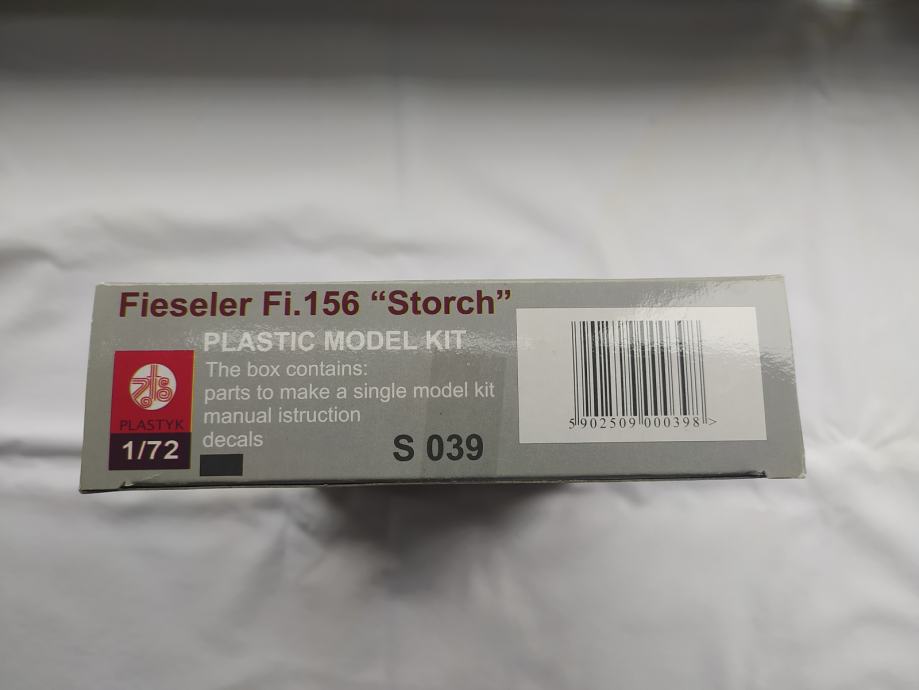 Fieseler Fi.156 “Storch”
PLASTIC MODEL KIT
The box contains:
parts to make a single model kit
manual istruction
decals
PLASTYK
1/72
S 039
5 902509 000398 >